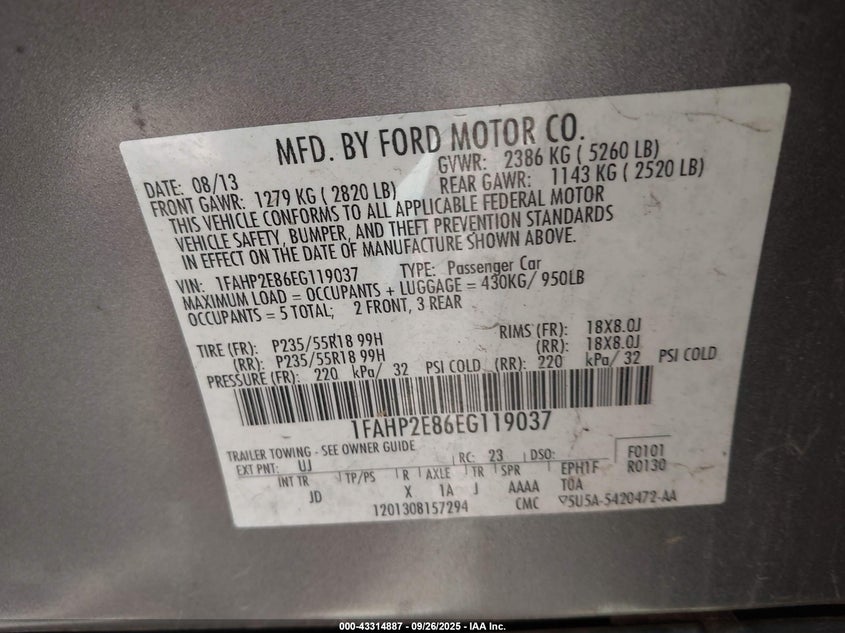 MFD. BY FORD MOTOR CO.
DATE: 08/13 GVWR: 2386 KG ( 5260 LB)
FRONT GAWR: 1279 KG ( 2820 LB) REAR GAWR: 1143 KG ( 2520 LB)
THIS VEHICLE CONFORMS TO ALL APPLICABLE FEDERAL MOTOR
VEHICLE SAFETY, BUMPER, AND THEFT PREVENTION STANDARDS
IN EFFECT ON THE DATE OF MANUFACTURE SHOWN ABOVE.
VIN: 1FAHP2E86EG119037 TYPE: Passenger Car
MAXIMUM LOAD = OCCUPANTS + LUGGAGE = 430KG/ 950LB
OCCUPANTS = 5 TOTAL; 2 FRONT, 3 REAR
TIRE (FR): P235/55R18 99H RIMS (FR): 18X8.0J
(RR): P235/55R18 99H (RR): 18X8.0J
PRESSURE (FR): 220 kPa/ 32 PSI COLD (RR): 220 kPa/ 32 PSI COLD
1FAHP2E86EG119037
TRAILER TOWING - SEE OWNER GUIDE
EXT PNT: UJ RC: 23 DSO: F0101
INT TR TP/PS R AXLE TR SPR EPH1F R0130
JD X 1A J AAAA T0A
1201308157294 CMC ▽5U5A-5420472-AA
000-43314887 - 09/26/2025 - IAA Inc.